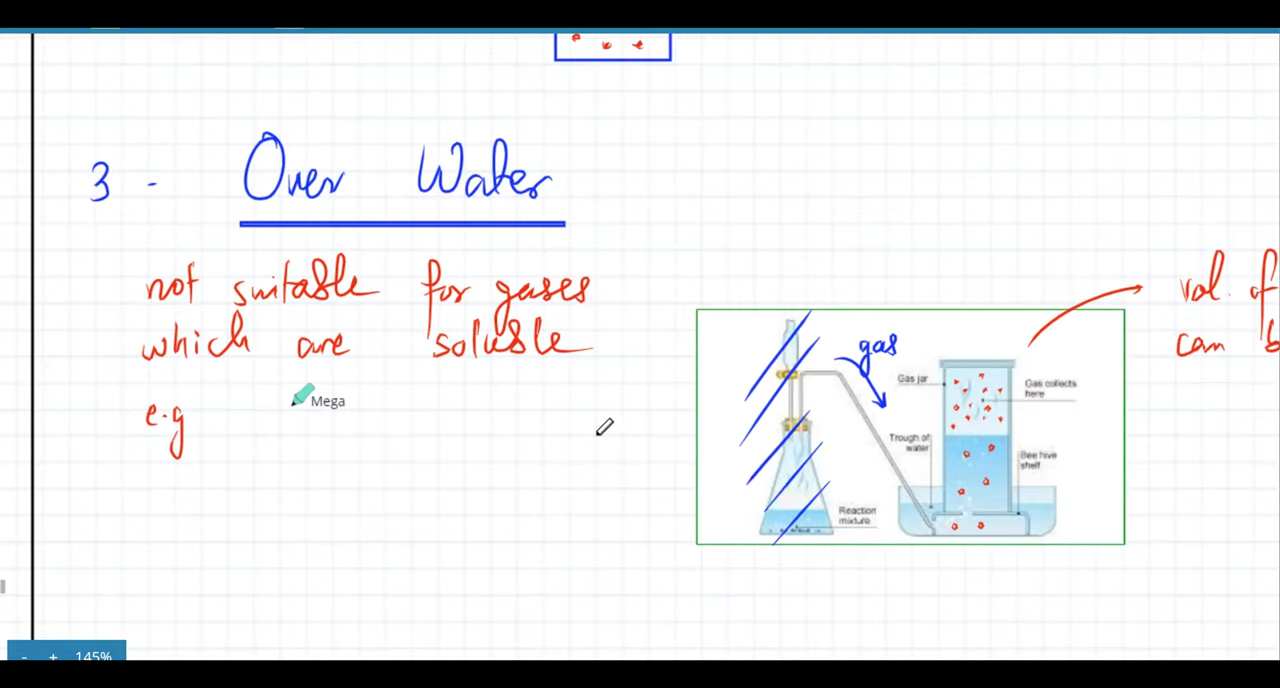 3 - Over Water
not suitable for gases
which are soluble
e.g
Mega
gas
Gas jar
Gas collects
here
Trough of
water
Bee hive
shelf
Reaction
mixture
vol. of
can b
- + 145%